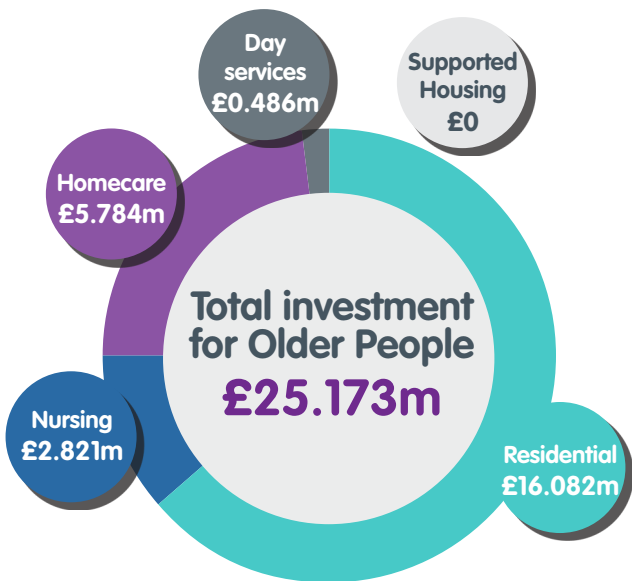 Day
services
£0.486m
Supported
Housing
£0
Homecare
£5.784m
Total investment
for Older People
£25.173m
Nursing
£2.821m
Residential
£16.082m